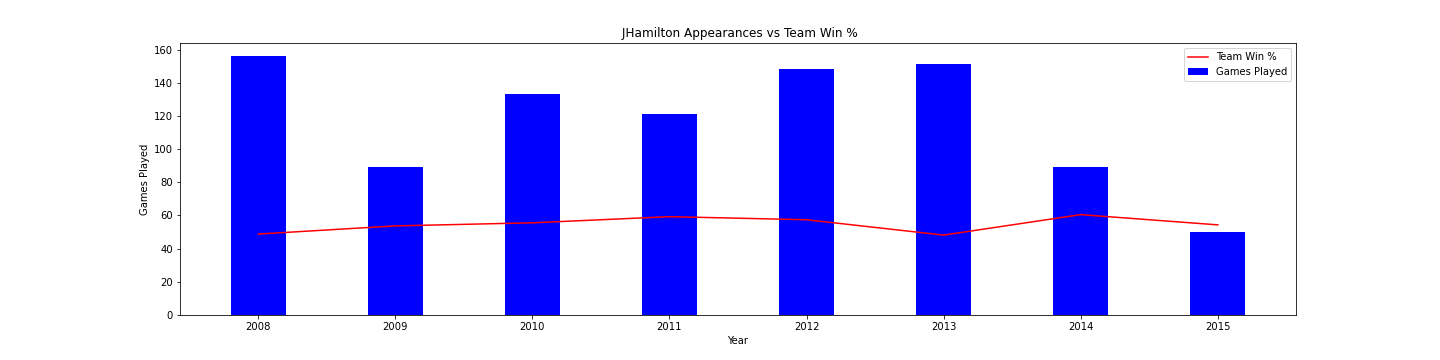 JHamilton Appearances vs Team Win %
Team Win %
Games Played
Games Played
160
140
120
100
80
60
40
20
0
2008 2009 2010 2011 2012 2013 2014 2015
Year